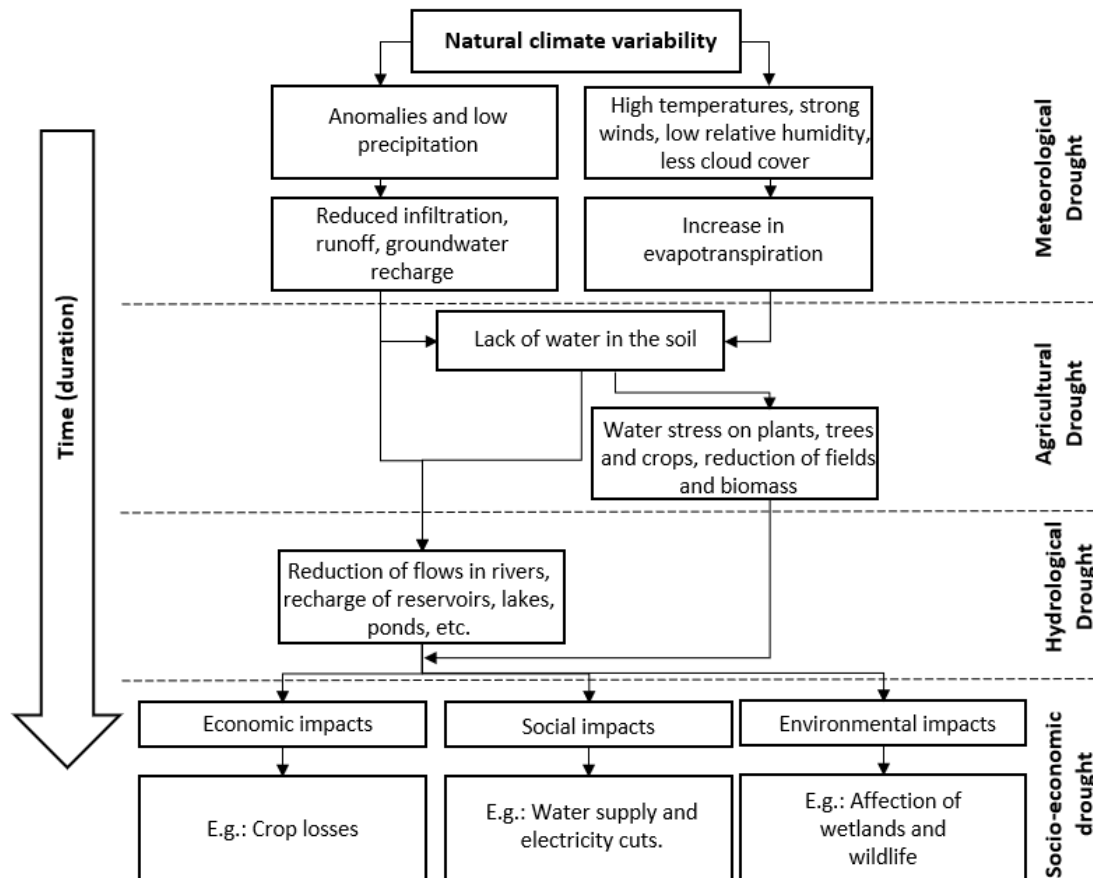 Natural climate variability
Anomalies and low
precipitation
High temperatures, strong
winds, low relative humidity,
less cloud cover
Reduced infiltration,
runoff, groundwater
recharge
Increase in
evapotranspiration
Meteorological
Drought
Time (duration)
Lack of water in the soil
Water stress on plants, trees
and crops, reduction of fields
and biomass
Agricultural
Drought
Reduction of flows in rivers,
recharge of reservoirs, lakes,
ponds, etc.
Hydrological
Drought
Economic impacts
Social impacts
Environmental impacts
E.g.: Crop losses
E.g.: Water supply and
electricity cuts.
E.g.: Affection of
wetlands and
wildlife
Socio-economic
drought